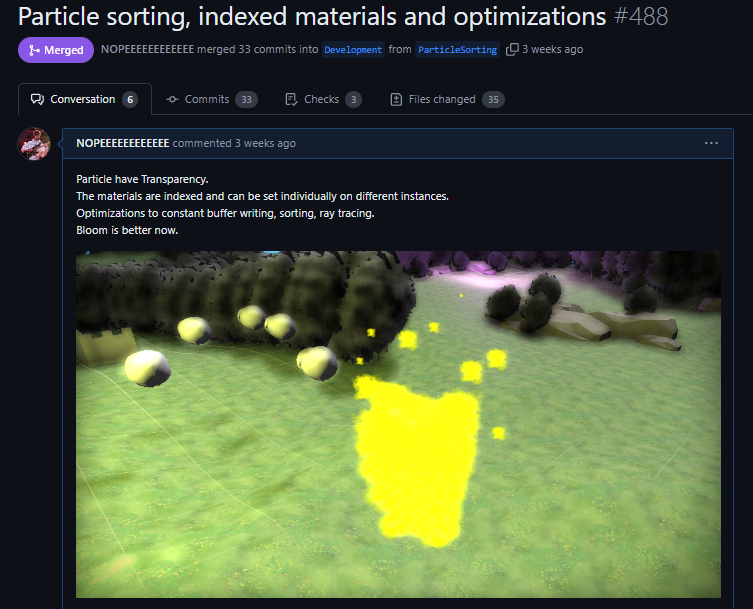 Particle sorting, indexed materials and optimizations #488
Merged NOPEEEEEEEEEEEE merged 33 commits into Development from ParticleSorting 3 weeks ago
Conversation 6 Commits 33 Checks 3 Files changed 35
NOPEEEEEEEEEEEE commented 3 weeks ago ...
Particle have Transparency.
The materials are indexed and can be set individually on different instances.
Optimizations to constant buffer writing, sorting, ray tracing.
Bloom is better now.